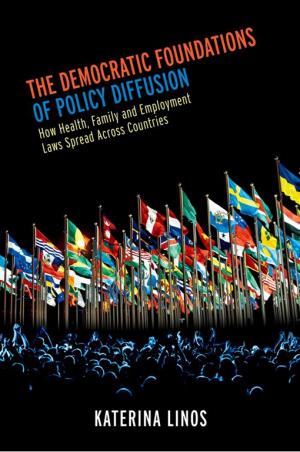 THE DEMOCRATIC FOUNDATIONS
OF POLICY DIFFUSION
How Health, Family and Employment
Laws Spread Across Countries
KATERINA LINOS